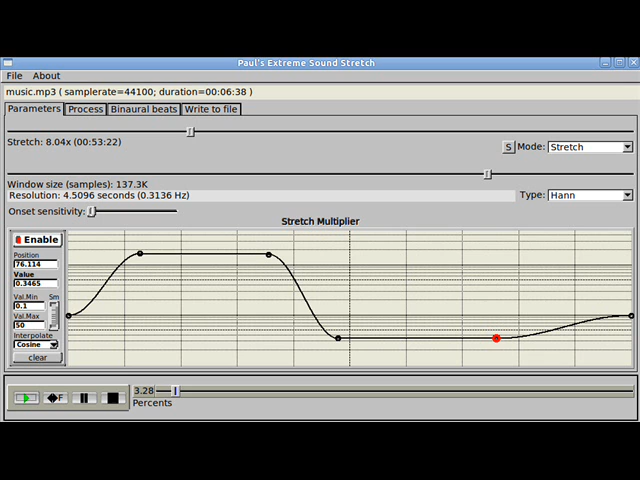 Paul's Extreme Sound Stretch
File About
music.mp3 ( samplerate=44100; duration=00:06:38 )
Parameters Process Binaural beats Write to file
Stretch: 8.04x (00:53:22)
S Mode: Stretch
Window size (samples): 137.3K
Resolution: 4.5096 seconds (0.3136 Hz)
Type: Hann
Onset sensitivity:
Stretch Multiplier
Enable
Position
76.114
Value
0.3465
Val.Min Sm
0.1
Val.Max
50
Interpolate
Cosine
clear
F
3.28
Percents